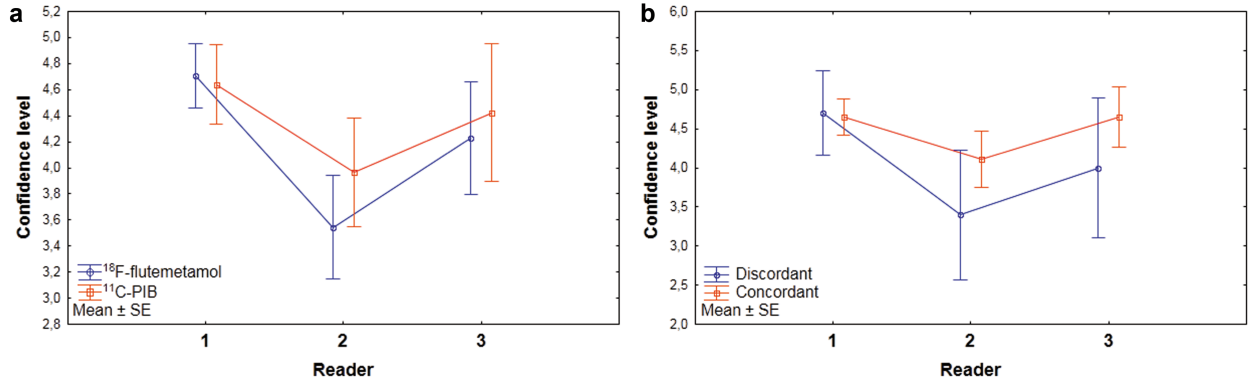 a
5,2
5,0
4,8
4,6
4,4
4,2
4,0
3,8
3,6
3,4
3,2
3,0
2,8
Confidence level
¹⁸F-flutemetamol
¹¹C-PIB
Mean ± SE
1 2 3
Reader
b
6,0
5,5
5,0
4,5
4,0
3,5
3,0
2,5
2,0
Confidence level
Discordant
Concordant
Mean ± SE
1 2 3
Reader